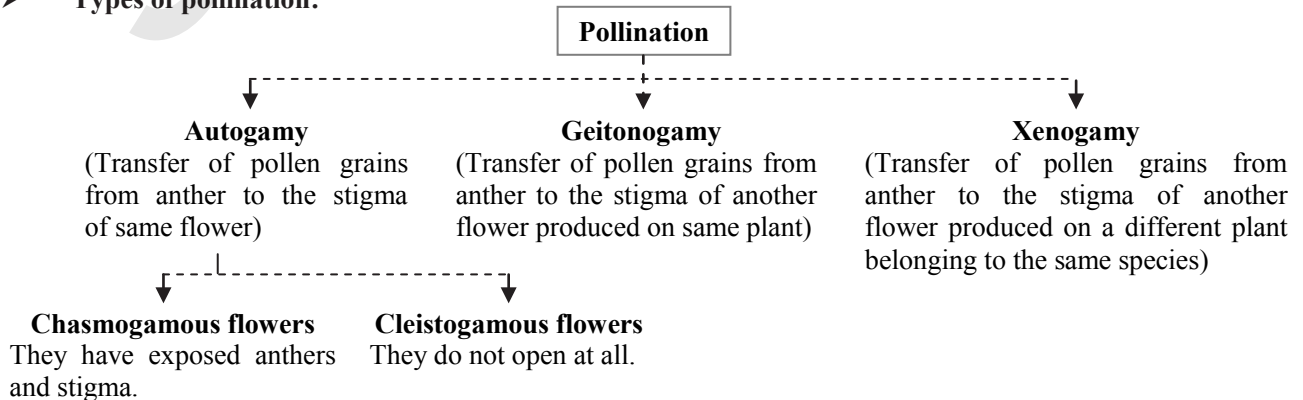 ➤ Types of pollination:
Pollination
Autogamy
(Transfer of pollen grains
from anther to the stigma
of same flower)
Geitonogamy
(Transfer of pollen grains from
anther to the stigma of another
flower produced on same plant)
Xenogamy
(Transfer of pollen grains from
anther to the stigma of another
flower produced on a different plant
belonging to the same species)
Chasmogamous flowers
They have exposed anthers
and stigma.
Cleistogamous flowers
They do not open at all.